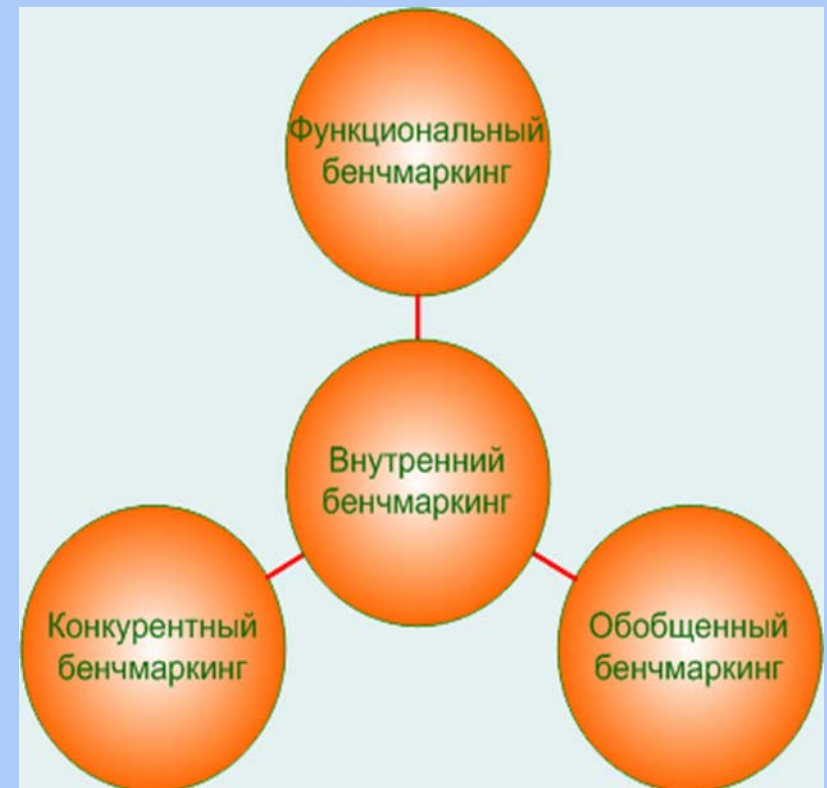 Функциональный
бенчмаркинг
Внутренний
бенчмаркинг
Конкурентный
бенчмаркинг
Обобщенный
бенчмаркинг